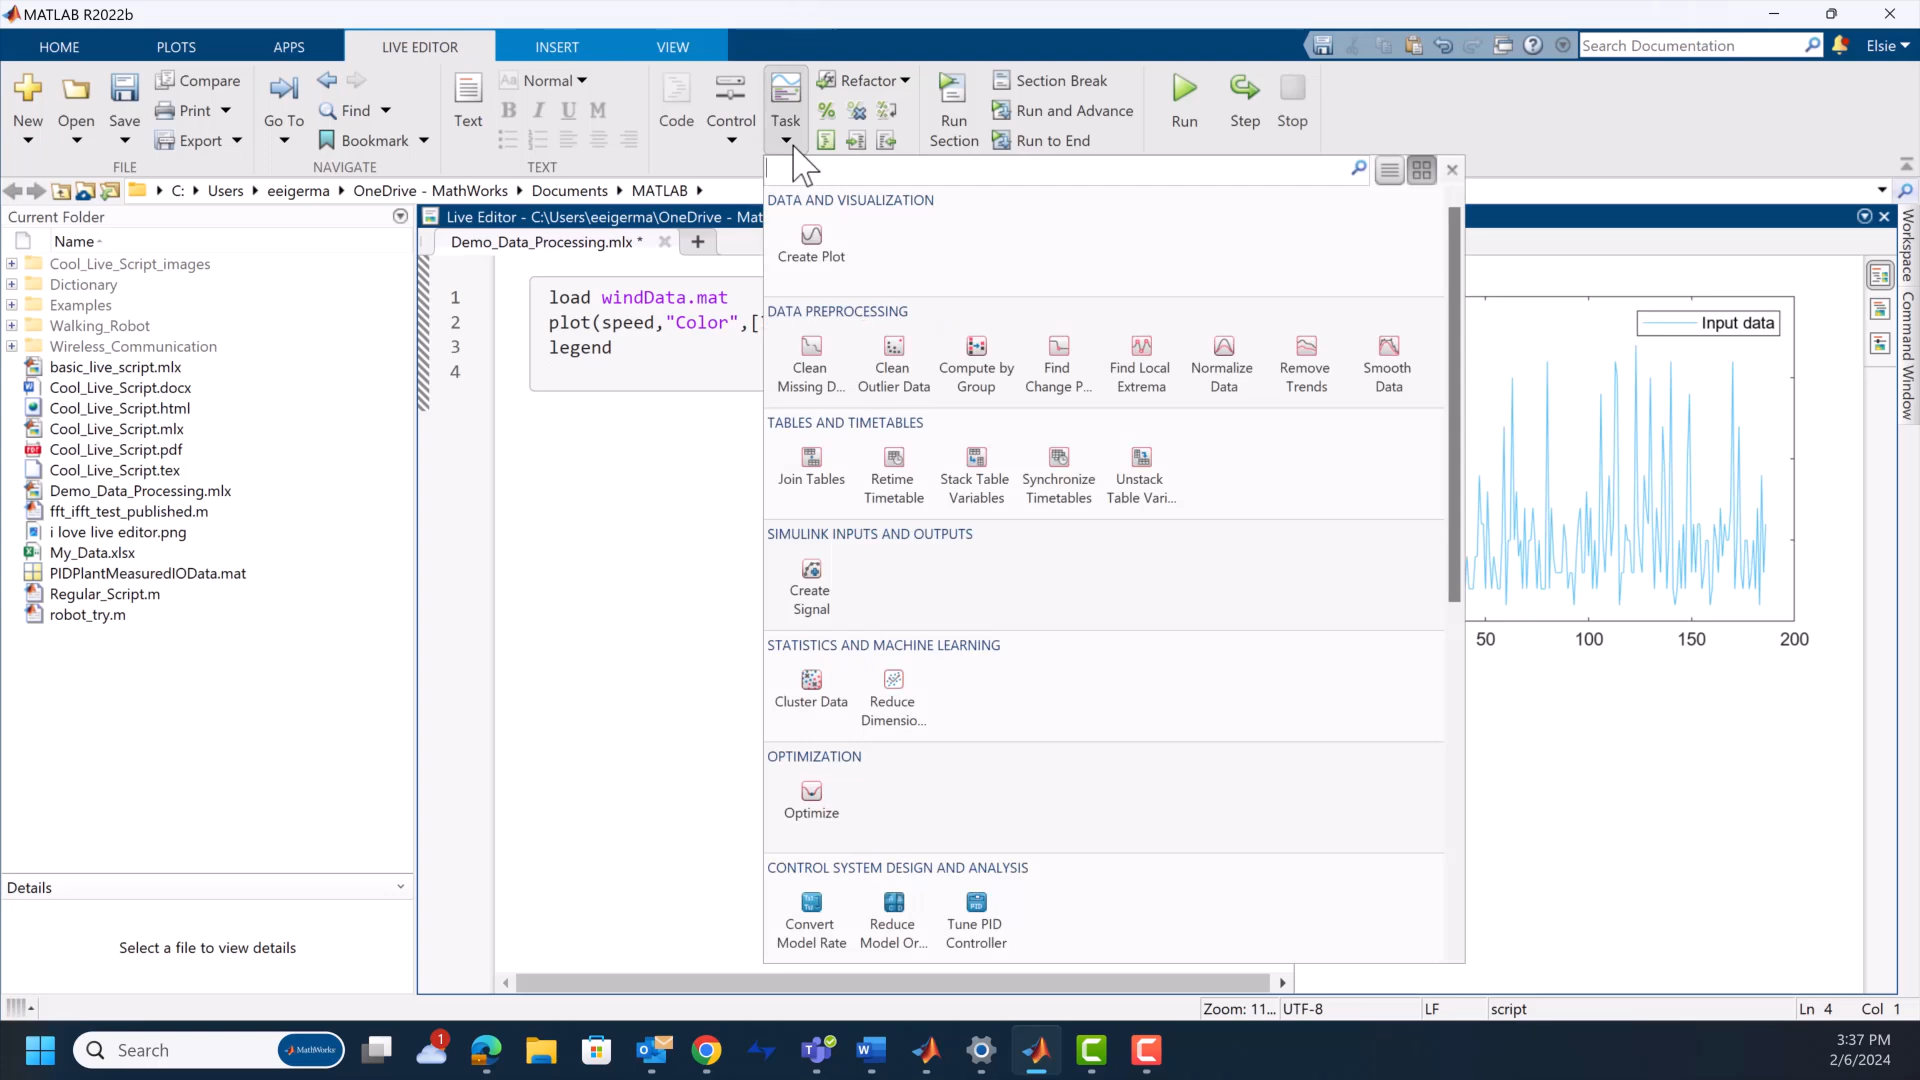 MATLAB R2022b
HOME PLOTS APPS LIVE EDITOR INSERT VIEW Search Documentation Elsie
New Open Save Compare Print Export
FILE
Go To Find Bookmark
NAVIGATE
Text Normal B I U M
TEXT
Code Control Task Refactor
Run Section Section Break Run and Advance Run to End
Run Step Stop
C: Users eeigerma OneDrive - MathWorks Documents MATLAB
Current Folder
Name
Cool_Live_Script_images
Dictionary
Examples
Walking_Robot
Wireless_Communication
basic_live_script.mlx
Cool_Live_Script.docx
Cool_Live_Script.html
Cool_Live_Script.mlx
Cool_Live_Script.pdf
Cool_Live_Script.tex
Demo_Data_Processing.mlx
fft_ifft_test_published.m
i love live editor.png
My_Data.xlsx
PIDPlantMeasuredIOData.mat
Regular_Script.m
robot_try.m
Details
Select a file to view details
Live Editor - C:\Users\eeigerma\OneDrive - Mat
Demo_Data_Processing.mlx *
1 load windData.mat
2 plot(speed,"Color",[
3 legend
4
DATA AND VISUALIZATION
Create Plot
DATA PREPROCESSING
Clean Missing D...
Clean Outlier Data
Compute by Group
Find Change P...
Find Local Extrema
Normalize Data
Remove Trends
Smooth Data
TABLES AND TIMETABLES
Join Tables
Retime Timetable
Stack Table Variables
Synchronize Timetables
Unstack Table Vari...
SIMULINK INPUTS AND OUTPUTS
Create Signal
STATISTICS AND MACHINE LEARNING
Cluster Data
Reduce Dimensio...
OPTIMIZATION
Optimize
CONTROL SYSTEM DESIGN AND ANALYSIS
Convert Model Rate
Reduce Model Or...
Tune PID Controller
Input data
50 100 150 200
Workspace
Command Window
Zoom: 11... UTF-8 LF script Ln 4 Col 1
Search MathWorks 1
3:37 PM
2/6/2024